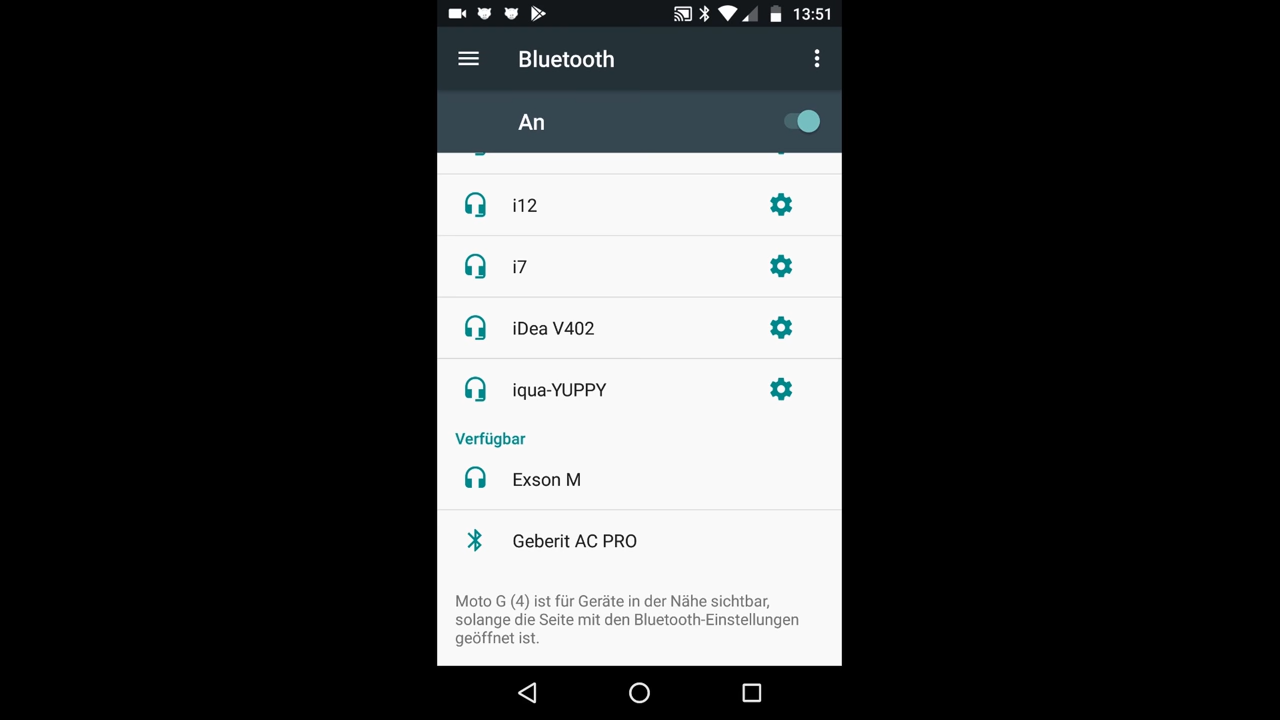 13:51
Bluetooth
An
i12
i7
iDea V402
iqua-YUPPY
Verfügbar
Exson M
Geberit AC PRO
Moto G (4) ist für Geräte in der Nähe sichtbar,
solange die Seite mit den Bluetooth-Einstellungen
geöffnet ist.